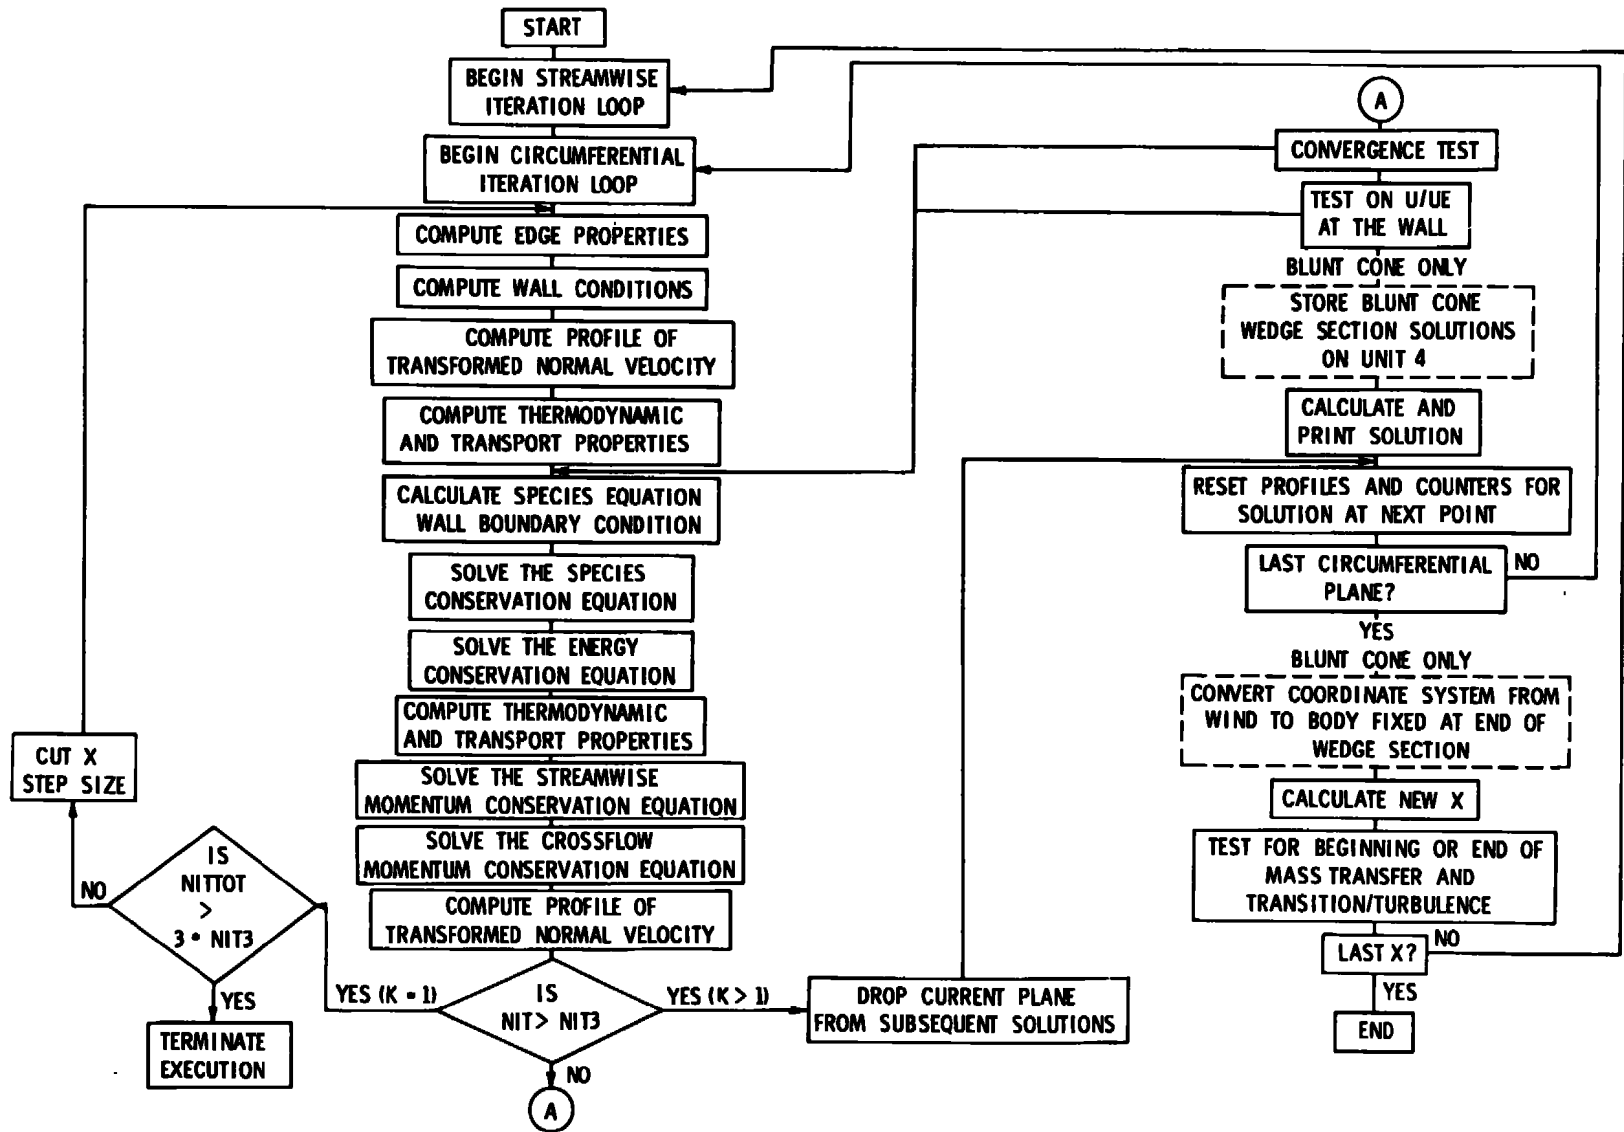 START
BEGIN STREAMWISE
ITERATION LOOP
BEGIN CIRCUMFERENTIAL
ITERATION LOOP
COMPUTE EDGE PROPERTIES
COMPUTE WALL CONDITIONS
COMPUTE PROFILE OF
TRANSFORMED NORMAL VELOCITY
COMPUTE THERMODYNAMIC
AND TRANSPORT PROPERTIES
CALCULATE SPECIES EQUATION
WALL BOUNDARY CONDITION
SOLVE THE SPECIES
CONSERVATION EQUATION
SOLVE THE ENERGY
CONSERVATION EQUATION
COMPUTE THERMODYNAMIC
AND TRANSPORT PROPERTIES
SOLVE THE STREAMWISE
MOMENTUM CONSERVATION EQUATION
SOLVE THE CROSSFLOW
MOMENTUM CONSERVATION EQUATION
COMPUTE PROFILE OF
TRANSFORMED NORMAL VELOCITY
IS
NIT > NIT3
YES (K = 1)
YES (K > 1)
NO
A
CUT X
STEP SIZE
NO
IS
NITTOT
>
3 * NIT3
YES
TERMINATE
EXECUTION
DROP CURRENT PLANE
FROM SUBSEQUENT SOLUTIONS
A
CONVERGENCE TEST
TEST ON U/UE
AT THE WALL
BLUNT CONE ONLY
STORE BLUNT CONE
WEDGE SECTION SOLUTIONS
ON UNIT 4
CALCULATE AND
PRINT SOLUTION
RESET PROFILES AND COUNTERS FOR
SOLUTION AT NEXT POINT
LAST CIRCUMFERENTIAL
PLANE?
NO
YES
BLUNT CONE ONLY
CONVERT COORDINATE SYSTEM FROM
WIND TO BODY FIXED AT END OF
WEDGE SECTION
CALCULATE NEW X
TEST FOR BEGINNING OR END OF
MASS TRANSFER AND
TRANSITION/TURBULENCE
LAST X?
NO
YES
END